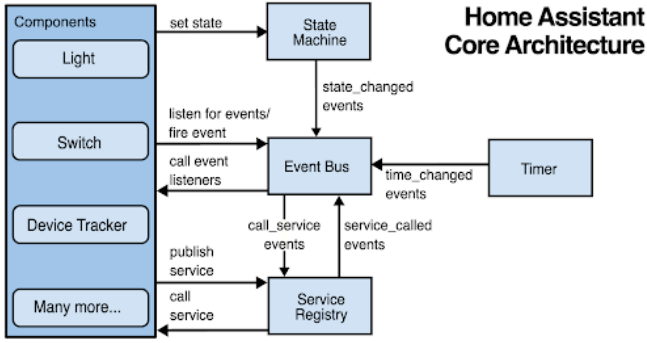 Home Assistant
Core Architecture
Components
Light
Switch
Device Tracker
Many more...
set state
State
Machine
state_changed
events
listen for events/
fire event
call event
listeners
Event Bus
time_changed
events
Timer
call_service
events
service_called
events
publish
service
call
service
Service
Registry